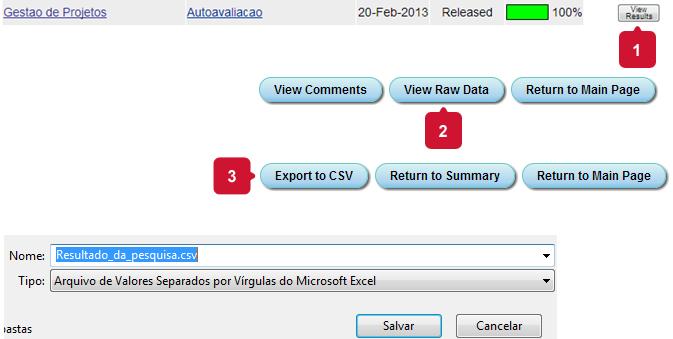 Gestao de Projetos Autoavaliacao 20-Feb-2013 Released 100% View Results
1
View Comments View Raw Data Return to Main Page
2
3 Export to CSV Return to Summary Return to Main Page
Nome: Resultado_da_pesquisa.csv
Tipo: Arquivo de Valores Separados por Vírgulas do Microsoft Excel
pastas Salvar Cancelar